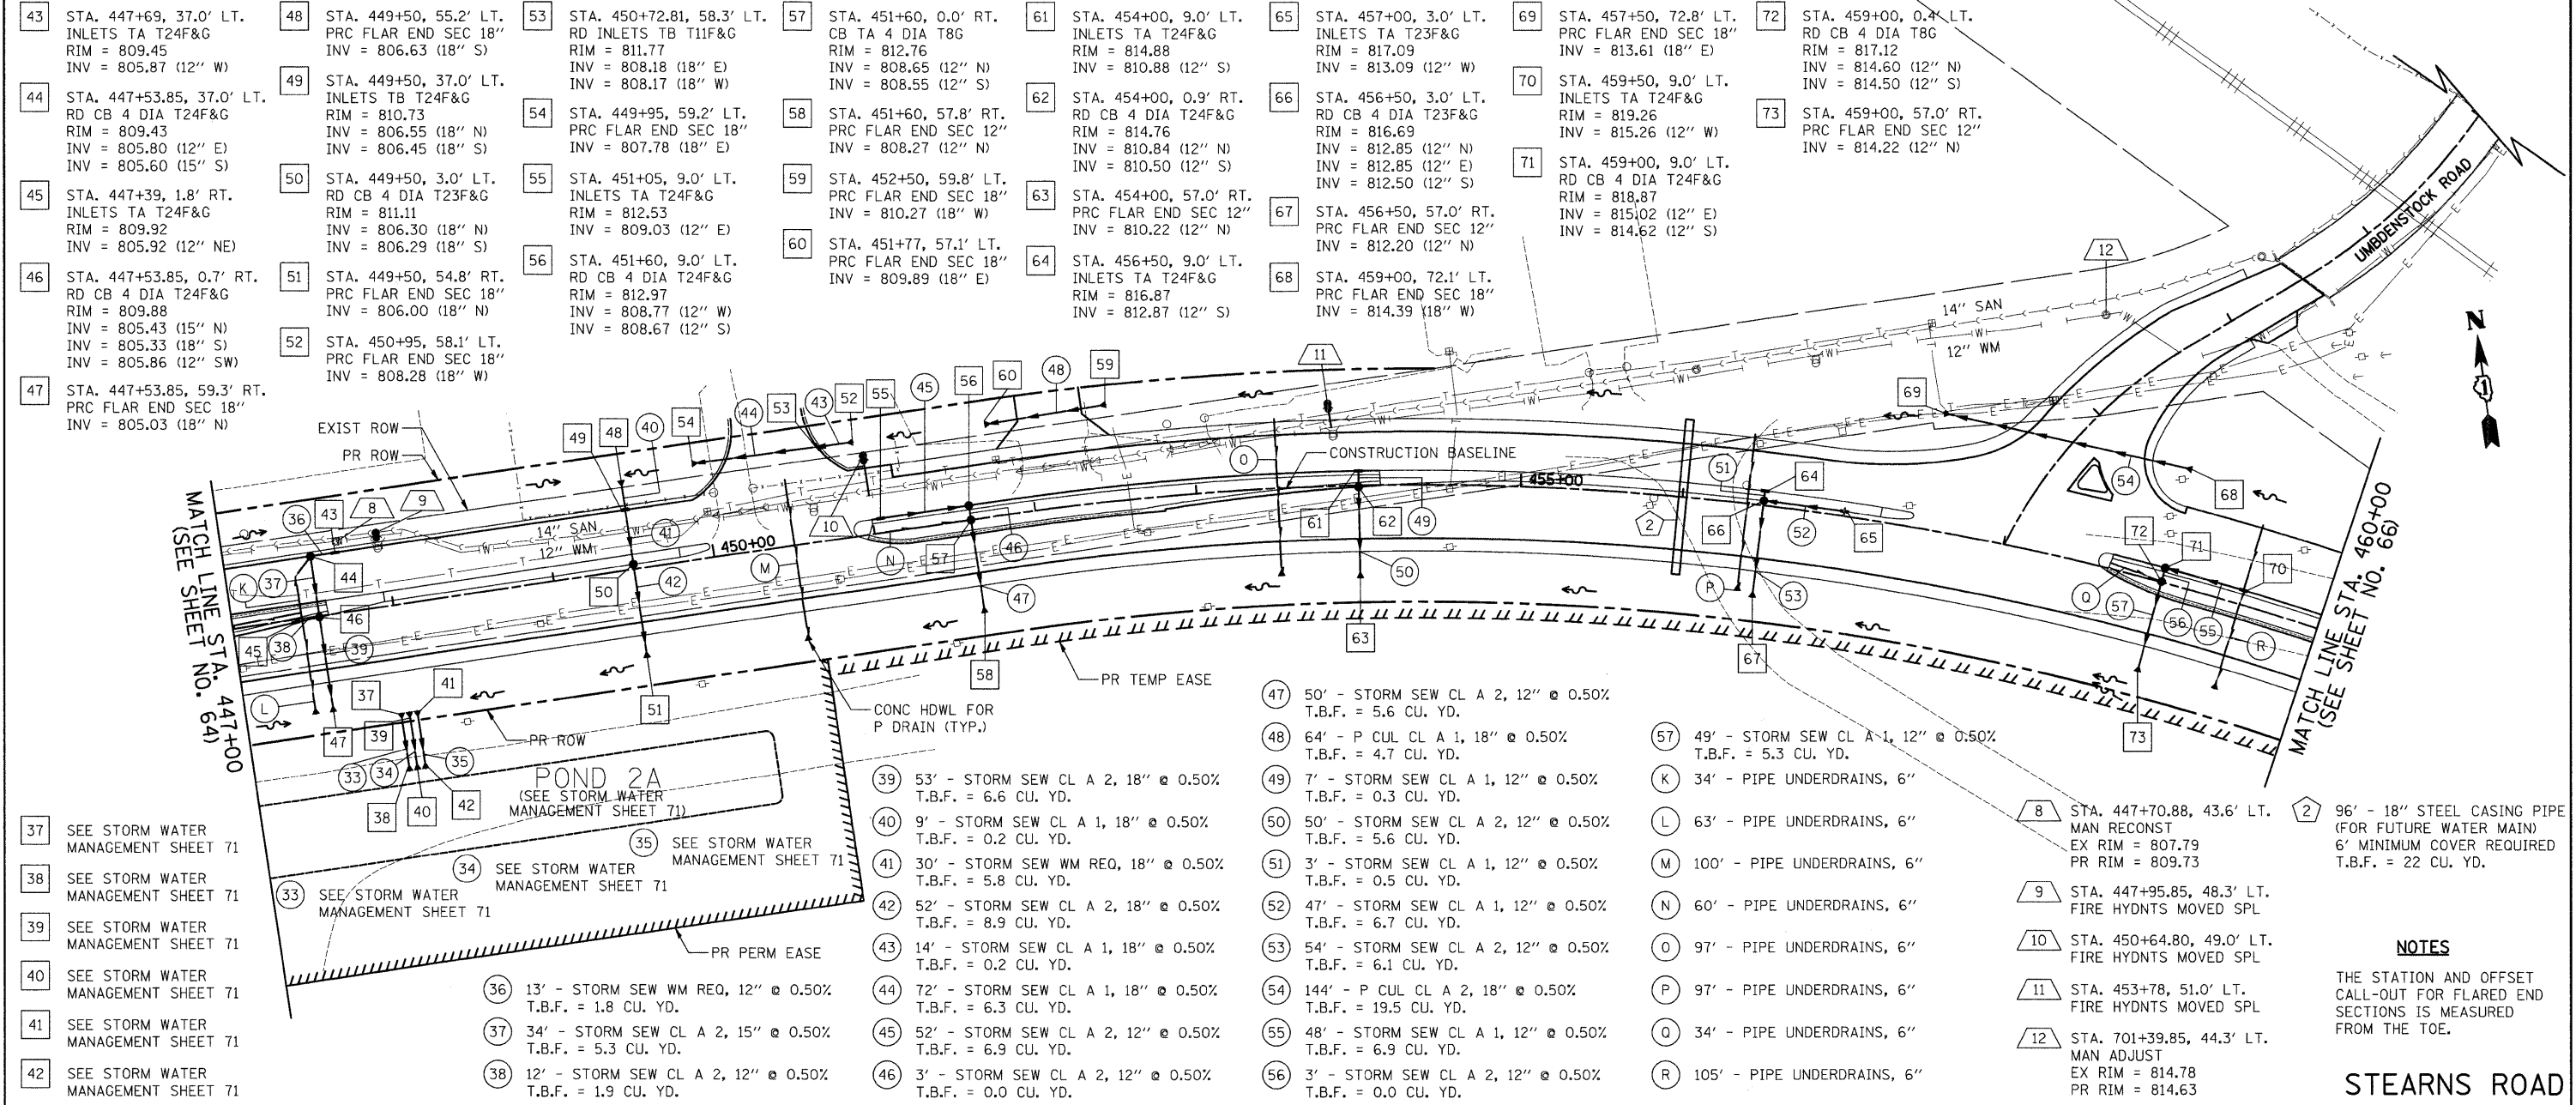 43 STA. 447+69, 37.0' LT.
INLETS TA T24F&G
RIM = 809.45
INV = 805.87 (12" W)
44 STA. 447+53.85, 37.0' LT.
RD CB 4 DIA T24F&G
RIM = 809.43
INV = 805.80 (12" E)
INV = 805.60 (15" S)
45 STA. 447+39, 1.8' RT.
INLETS TA T24F&G
RIM = 809.92
INV = 805.92 (12" NE)
46 STA. 447+53.85, 0.7' RT.
RD CB 4 DIA T24F&G
RIM = 809.88
INV = 805.43 (15" N)
INV = 805.33 (18" S)
INV = 805.86 (12" SW)
47 STA. 447+53.85, 59.3' RT.
PRC FLAR END SEC 18"
INV = 805.03 (18" N)
48 STA. 449+50, 55.2' LT.
PRC FLAR END SEC 18"
INV = 806.63 (18" S)
49 STA. 449+50, 37.0' LT.
INLETS TB T24F&G
RIM = 810.73
INV = 806.55 (18" N)
INV = 806.45 (18" S)
50 STA. 449+50, 3.0' LT.
RD CB 4 DIA T23F&G
RIM = 811.11
INV = 806.30 (18" N)
INV = 806.29 (18" S)
51 STA. 449+50, 54.8' RT.
PRC FLAR END SEC 18"
INV = 806.00 (18" N)
52 STA. 450+95, 58.1' LT.
PRC FLAR END SEC 18"
INV = 808.28 (18" W)
53 STA. 450+72.81, 58.3' LT.
RD INLETS TB T11F&G
RIM = 811.77
INV = 808.18 (18" E)
INV = 808.17 (18" W)
54 STA. 449+95, 59.2' LT.
PRC FLAR END SEC 18"
INV = 807.78 (18" E)
55 STA. 451+05, 9.0' LT.
INLETS TA T24F&G
RIM = 812.53
INV = 809.03 (12" E)
56 STA. 451+60, 9.0' LT.
RD CB 4 DIA T24F&G
RIM = 812.97
INV = 808.77 (12" W)
INV = 808.67 (12" S)
57 STA. 451+60, 0.0' RT.
CB TA 4 DIA T8G
RIM = 812.76
INV = 808.65 (12" N)
INV = 808.55 (12" S)
58 STA. 451+60, 57.8' RT.
PRC FLAR END SEC 12"
INV = 808.27 (12" N)
59 STA. 452+50, 59.8' LT.
PRC FLAR END SEC 18"
INV = 810.27 (18" W)
60 STA. 451+77, 57.1' LT.
PRC FLAR END SEC 18"
INV = 809.89 (18" E)
61 STA. 454+00, 9.0' LT.
INLETS TA T24F&G
RIM = 814.88
INV = 810.88 (12" S)
62 STA. 454+00, 0.9' RT.
RD CB 4 DIA T24F&G
RIM = 814.76
INV = 810.84 (12" N)
INV = 810.50 (12" S)
63 STA. 454+00, 57.0' RT.
PRC FLAR END SEC 12"
INV = 810.22 (12" N)
64 STA. 456+50, 9.0' LT.
INLETS TA T24F&G
RIM = 816.87
INV = 812.87 (12" S)
65 STA. 457+00, 3.0' LT.
INLETS TA T23F&G
RIM = 817.09
INV = 813.09 (12" W)
66 STA. 456+50, 3.0' LT.
RD CB 4 DIA T23F&G
RIM = 816.69
INV = 812.85 (12" N)
INV = 812.85 (12" E)
INV = 812.50 (12" S)
67 STA. 456+50, 57.0' RT.
PRC FLAR END SEC 12"
INV = 812.20 (12" N)
68 STA. 459+00, 72.1' LT.
PRC FLAR END SEC 18"
INV = 814.39 (18" W)
69 STA. 457+50, 72.8' LT.
PRC FLAR END SEC 18"
INV = 813.61 (18" E)
70 STA. 459+50, 9.0' LT.
INLETS TA T24F&G
RIM = 819.26
INV = 815.26 (12" W)
71 STA. 459+00, 9.0' LT.
RD CB 4 DIA T24F&G
RIM = 818.87
INV = 815.02 (12" E)
INV = 814.62 (12" S)
72 STA. 459+00, 0.4' LT.
RD CB 4 DIA T8G
RIM = 817.12
INV = 814.60 (12" N)
INV = 814.50 (12" S)
73 STA. 459+00, 57.0' RT.
PRC FLAR END SEC 12"
INV = 814.22 (12" N)
UMBDENSTOCK ROAD
N
12
14" SAN
12" WM
11
69
EXIST ROW
PR ROW
CONSTRUCTION BASELINE
MATCH LINE STA. 447+00
(SEE SHEET NO. 64)
14" SAN
12" WM
450+00
455+00
MATCH LINE STA. 460+00
(SEE SHEET NO. 66)
PR TEMP EASE
CONC HDWL FOR
P DRAIN (TYP.)
PR ROW
POND 2A
(SEE STORM WATER
MANAGEMENT SHEET 71)
PR PERM EASE
37 SEE STORM WATER
MANAGEMENT SHEET 71
38 SEE STORM WATER
MANAGEMENT SHEET 71
39 SEE STORM WATER
MANAGEMENT SHEET 71
40 SEE STORM WATER
MANAGEMENT SHEET 71
41 SEE STORM WATER
MANAGEMENT SHEET 71
42 SEE STORM WATER
MANAGEMENT SHEET 71
33 SEE STORM WATER
MANAGEMENT SHEET 71
34 SEE STORM WATER
MANAGEMENT SHEET 71
35 SEE STORM WATER
MANAGEMENT SHEET 71
36 13' - STORM SEW WM REQ, 12" @ 0.50%
T.B.F. = 1.8 CU. YD.
37 34' - STORM SEW CL A 2, 15" @ 0.50%
T.B.F. = 5.3 CU. YD.
38 12' - STORM SEW CL A 2, 12" @ 0.50%
T.B.F. = 1.9 CU. YD.
39 53' - STORM SEW CL A 2, 18" @ 0.50%
T.B.F. = 6.6 CU. YD.
40 9' - STORM SEW CL A 1, 18" @ 0.50%
T.B.F. = 0.2 CU. YD.
41 30' - STORM SEW WM REQ, 18" @ 0.50%
T.B.F. = 5.8 CU. YD.
42 52' - STORM SEW CL A 2, 18" @ 0.50%
T.B.F. = 8.9 CU. YD.
43 14' - STORM SEW CL A 1, 18" @ 0.50%
T.B.F. = 0.2 CU. YD.
44 72' - STORM SEW CL A 1, 18" @ 0.50%
T.B.F. = 6.3 CU. YD.
45 52' - STORM SEW CL A 2, 12" @ 0.50%
T.B.F. = 6.9 CU. YD.
46 3' - STORM SEW CL A 2, 12" @ 0.50%
T.B.F. = 0.0 CU. YD.
47 50' - STORM SEW CL A 2, 12" @ 0.50%
T.B.F. = 5.6 CU. YD.
48 64' - P CUL CL A 1, 18" @ 0.50%
T.B.F. = 4.7 CU. YD.
49 7' - STORM SEW CL A 1, 12" @ 0.50%
T.B.F. = 0.3 CU. YD.
50 50' - STORM SEW CL A 2, 12" @ 0.50%
T.B.F. = 5.6 CU. YD.
51 3' - STORM SEW CL A 1, 12" @ 0.50%
T.B.F. = 0.5 CU. YD.
52 47' - STORM SEW CL A 1, 12" @ 0.50%
T.B.F. = 6.7 CU. YD.
53 54' - STORM SEW CL A 2, 12" @ 0.50%
T.B.F. = 6.1 CU. YD.
54 144' - P CUL CL A 2, 18" @ 0.50%
T.B.F. = 19.5 CU. YD.
55 48' - STORM SEW CL A 1, 12" @ 0.50%
T.B.F. = 6.9 CU. YD.
56 3' - STORM SEW CL A 2, 12" @ 0.50%
T.B.F. = 0.0 CU. YD.
57 49' - STORM SEW CL A 1, 12" @ 0.50%
T.B.F. = 5.3 CU. YD.
K 34' - PIPE UNDERDRAINS, 6"
L 63' - PIPE UNDERDRAINS, 6"
M 100' - PIPE UNDERDRAINS, 6"
N 60' - PIPE UNDERDRAINS, 6"
O 97' - PIPE UNDERDRAINS, 6"
P 97' - PIPE UNDERDRAINS, 6"
Q 34' - PIPE UNDERDRAINS, 6"
R 105' - PIPE UNDERDRAINS, 6"
8 STA. 447+70.88, 43.6' LT.
MAN RECONST
EX RIM = 807.79
PR RIM = 809.73
9 STA. 447+95.85, 48.3' LT.
FIRE HYDNTS MOVED SPL
10 STA. 450+64.80, 49.0' LT.
FIRE HYDNTS MOVED SPL
11 STA. 453+78, 51.0' LT.
FIRE HYDNTS MOVED SPL
12 STA. 701+39.85, 44.3' LT.
MAN ADJUST
EX RIM = 814.78
PR RIM = 814.63
2 96' - 18" STEEL CASING PIPE
(FOR FUTURE WATER MAIN)
6' MINIMUM COVER REQUIRED
T.B.F. = 22 CU. YD.
NOTES
THE STATION AND OFFSET
CALL-OUT FOR FLARED END
SECTIONS IS MEASURED
FROM THE TOE.
STEARNS ROAD